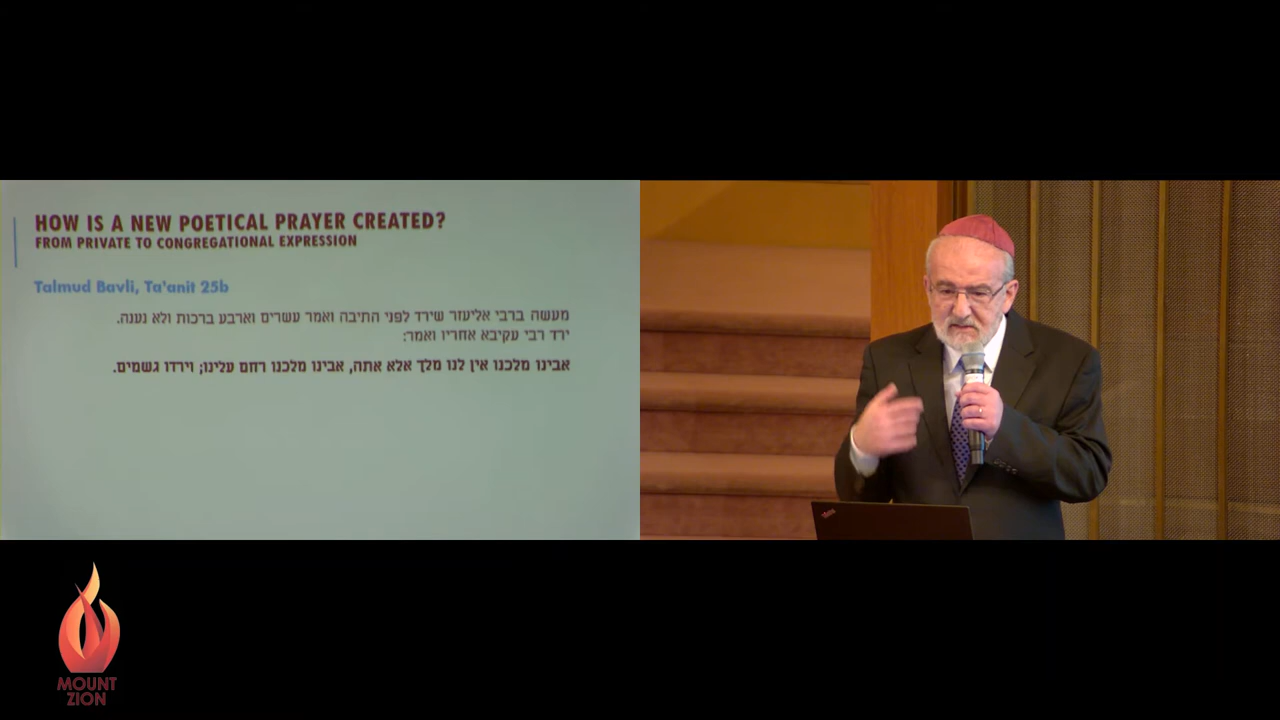 HOW IS A NEW POETICAL PRAYER CREATED?
FROM PRIVATE TO CONGREGATIONAL EXPRESSION
Talmud Bavli, Ta'anit 25b
מעשה ברבי אליעזר שירד לפני התיבה ואמר עשרים וארבע ברכות ולא נענה.
ירד רבי עקיבא אחריו ואמר:
אבינו מלכנו אין לנו מלך אלא אתה, אבינו מלכנו רחם עלינו; וירדו גשמים.
MOUNT
ZION